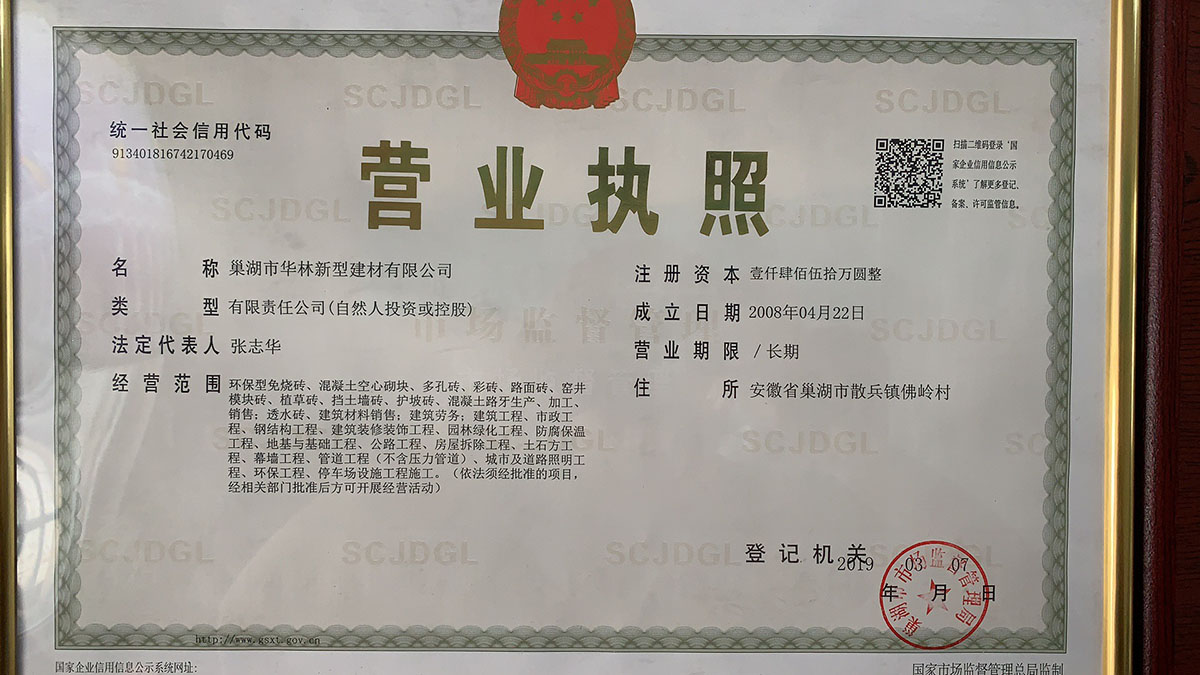 统一社会信用代码
913401816742170469
营业执照
扫描二维码登录‘国
家企业信用信息公示
系统’了解更多登记、
备案、许可监管信息。
名 称 巢湖市华林新型建材有限公司
类 型 有限责任公司(自然人投资或控股)
法定代表人 张志华
经营范围 环保型免烧砖、混凝土空心砌块、多孔砖、彩砖、路面砖、窑井
模块砖、植草砖、挡土墙砖、护坡砖、混凝土路牙生产、加工、
销售；透水砖、建筑材料销售；建筑劳务；建筑工程、市政工
程、钢结构工程、建筑装修装饰工程、园林绿化工程、防腐保温
工程、地基与基础工程、公路工程、房屋拆除工程、土石方工
程、幕墙工程、管道工程（不含压力管道）、城市及道路照明工
程、环保工程、停车场设施工程施工。（依法须经批准的项目，
经相关部门批准后方可开展经营活动）
注册资本 壹仟肆佰伍拾万圆整
成立日期 2008年04月22日
营业期限 / 长期
住 所 安徽省巢湖市散兵镇佛岭村
登记机关
2019 03 07
年 月 日
巢湖市市场监督管理局
http://www.gsxt.gov.cn
国家企业信用信息公示系统网址:
国家市场监督管理总局监制
SCJDGL
市场监督管理